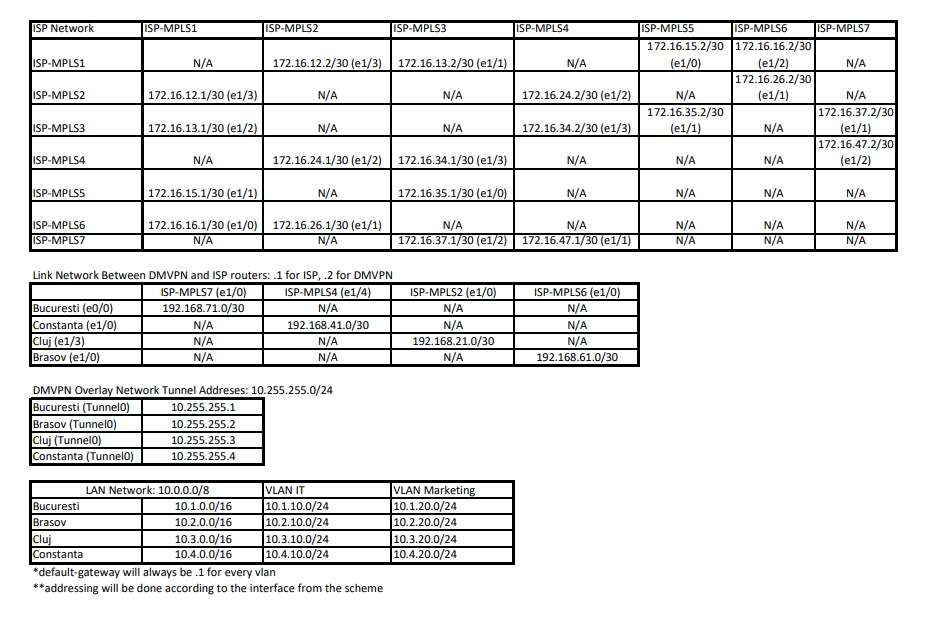 ISP Network ISP-MPLS1 ISP-MPLS2 ISP-MPLS3 ISP-MPLS4 ISP-MPLS5 ISP-MPLS6 ISP-MPLS7
ISP-MPLS1 N/A 172.16.12.2/30 (e1/3) 172.16.13.2/30 (e1/1) N/A 172.16.15.2/30 (e1/0) 172.16.16.2/30 (e1/2) N/A
ISP-MPLS2 172.16.12.1/30 (e1/3) N/A N/A 172.16.24.2/30 (e1/2) N/A 172.16.26.2/30 (e1/1) N/A
ISP-MPLS3 172.16.13.1/30 (e1/2) N/A N/A 172.16.34.2/30 (e1/3) 172.16.35.2/30 (e1/1) N/A 172.16.37.2/30 (e1/1)
ISP-MPLS4 N/A 172.16.24.1/30 (e1/2) 172.16.34.1/30 (e1/3) N/A N/A N/A 172.16.47.2/30 (e1/2)
ISP-MPLS5 172.16.15.1/30 (e1/1) N/A 172.16.35.1/30 (e1/0) N/A N/A N/A N/A
ISP-MPLS6 172.16.16.1/30 (e1/0) 172.16.26.1/30 (e1/1) N/A N/A N/A N/A N/A
ISP-MPLS7 N/A N/A 172.16.37.1/30 (e1/2) 172.16.47.1/30 (e1/1) N/A N/A N/A
Link Network Between DMVPN and ISP routers: .1 for ISP, .2 for DMVPN
ISP-MPLS7 (e1/0) ISP-MPLS4 (e1/4) ISP-MPLS2 (e1/0) ISP-MPLS6 (e1/0)
Bucuresti (e0/0) 192.168.71.0/30 N/A N/A N/A
Constanta (e1/0) N/A 192.168.41.0/30 N/A N/A
Cluj (e1/3) N/A N/A 192.168.21.0/30 N/A
Brasov (e1/0) N/A N/A N/A 192.168.61.0/30
DMVPN Overlay Network Tunnel Addreses: 10.255.255.0/24
Bucuresti (Tunnel0) 10.255.255.1
Brasov (Tunnel0) 10.255.255.2
Cluj (Tunnel0) 10.255.255.3
Constanta (Tunnel0) 10.255.255.4
LAN Network: 10.0.0.0/8 VLAN IT VLAN Marketing
Bucuresti 10.1.0.0/16 10.1.10.0/24 10.1.20.0/24
Brasov 10.2.0.0/16 10.2.10.0/24 10.2.20.0/24
Cluj 10.3.0.0/16 10.3.10.0/24 10.3.20.0/24
Constanta 10.4.0.0/16 10.4.10.0/24 10.4.20.0/24
*default-gateway will always be .1 for every vlan
**addressing will be done according to the interface from the scheme